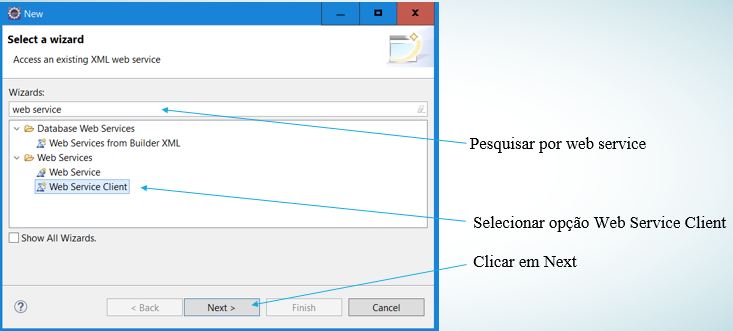 New
Select a wizard
Access an existing XML web service
Wizards:
web service
Database Web Services
Web Services from Builder XML
Web Services
Web Service
Web Service Client
Show All Wizards.
< Back
Next >
Finish
Cancel
Pesquisar por web service
Selecionar opção Web Service Client
Clicar em Next